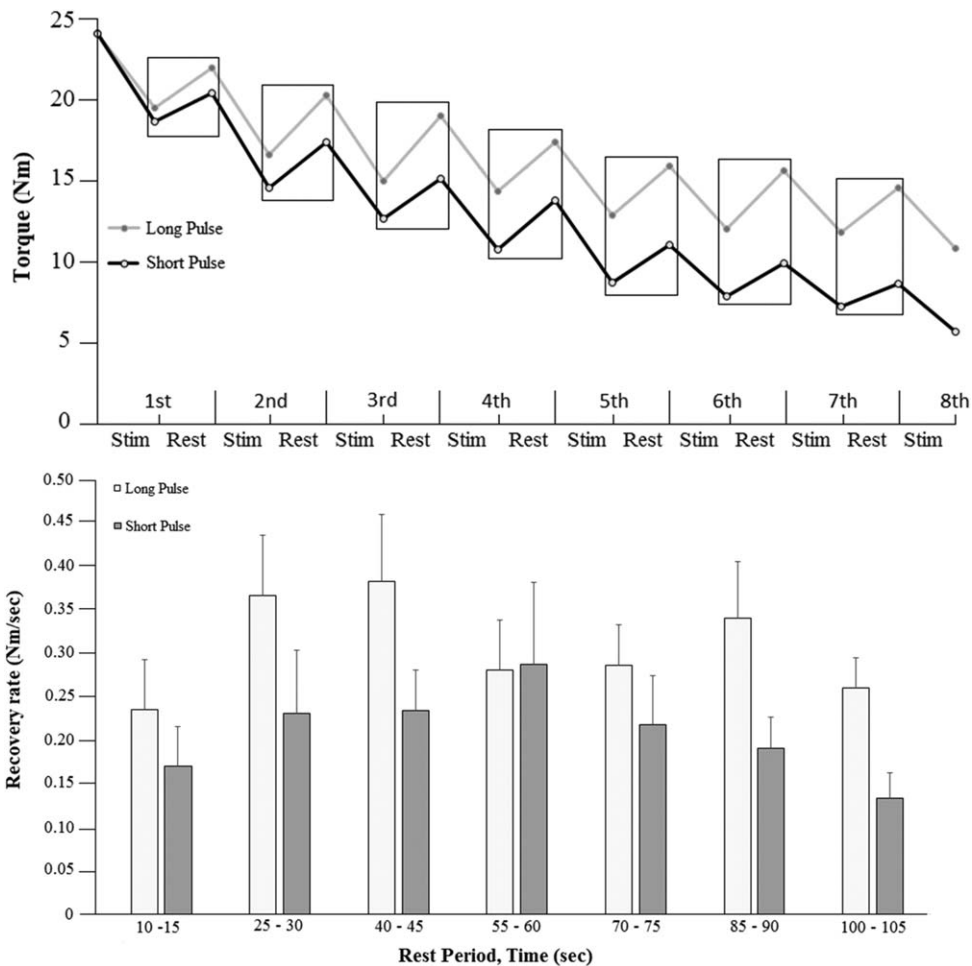 25
20
15
10
5
0
Torque (Nm)
Long Pulse
Short Pulse
1st 2nd 3rd 4th 5th 6th 7th 8th
Stim Rest Stim Rest Stim Rest Stim Rest Stim Rest Stim Rest Stim Rest Stim
0.50
0.45
0.40
0.35
0.30
0.25
0.20
0.15
0.10
0.05
0
Recovery rate (Nm/sec)
Long Pulse
Short Pulse
10 -15 25 - 30 40 - 45 55 - 60 70 - 75 85 - 90 100 - 105
Rest Period, Time (sec)